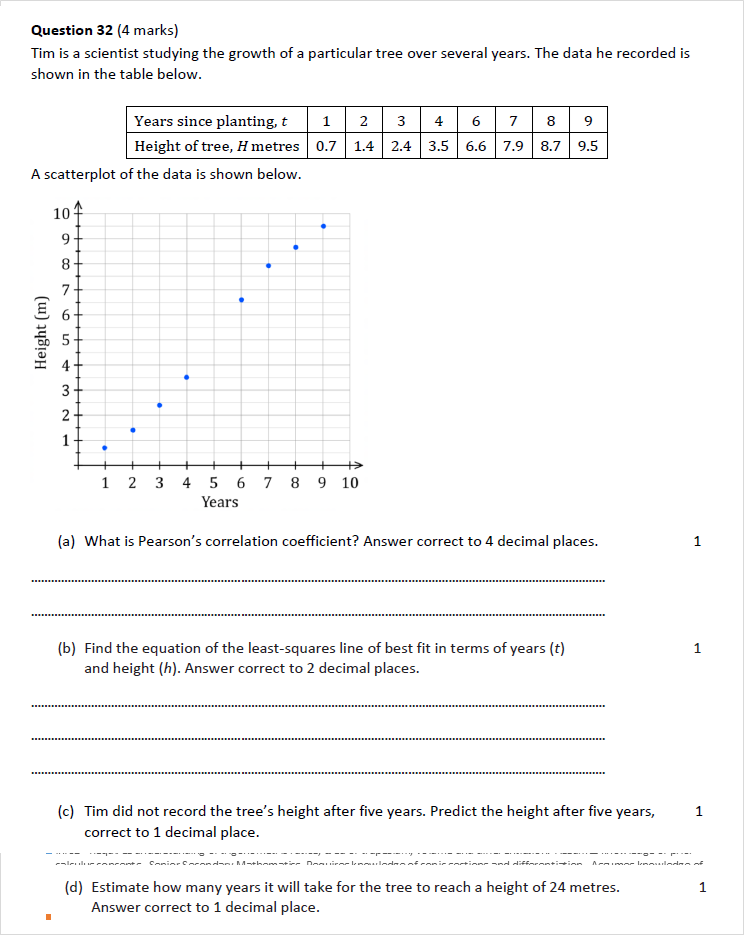 Question 32 (4 marks)
Tim is a scientist studying the growth of a particular tree over several years. The data he recorded is
shown in the table below.
Years since planting, t 1 2 3 4 6 7 8 9
Height of tree, H metres 0.7 1.4 2.4 3.5 6.6 7.9 8.7 9.5
A scatterplot of the data is shown below.
10
9
8
7
6
5
4
3
2
1
Height (m)
1 2 3 4 5 6 7 8 9 10
Years
(a) What is Pearson's correlation coefficient? Answer correct to 4 decimal places. 1
(b) Find the equation of the least-squares line of best fit in terms of years (t) 1
and height (h). Answer correct to 2 decimal places.
(c) Tim did not record the tree's height after five years. Predict the height after five years, 1
correct to 1 decimal place.
(d) Estimate how many years it will take for the tree to reach a height of 24 metres. 1
Answer correct to 1 decimal place.